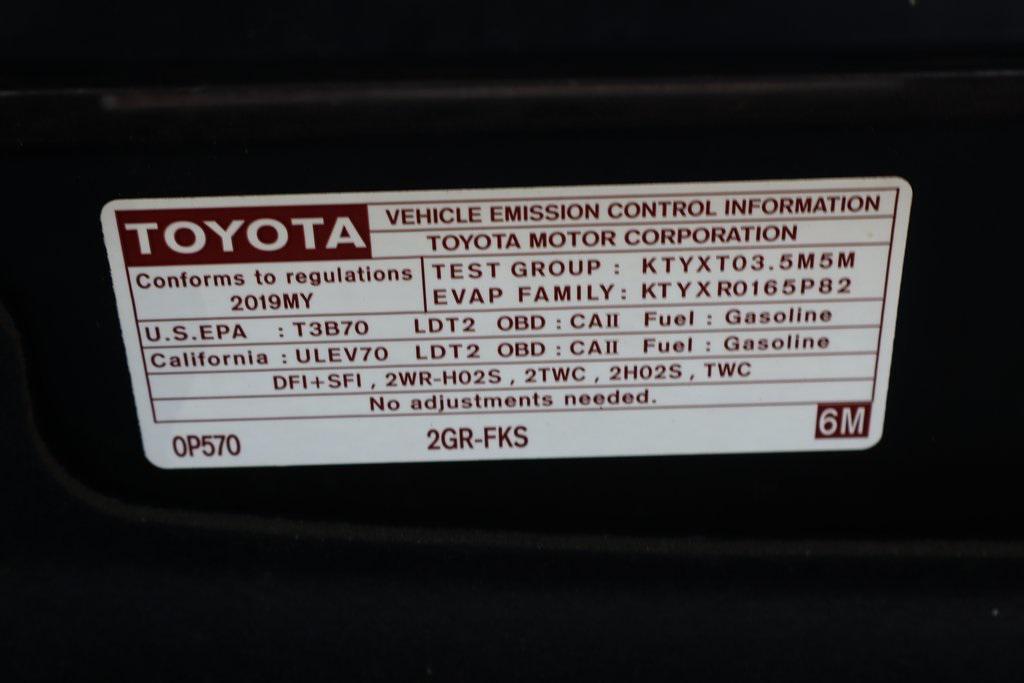 TOYOTA VEHICLE EMISSION CONTROL INFORMATION
TOYOTA MOTOR CORPORATION
Conforms to regulations
2019MY
TEST GROUP : KTYXT03.5M5M
EVAP FAMILY : KTYXR0165P82
U.S.EPA : T3B70 LDT2 OBD : CAII Fuel : Gasoline
California : ULEV70 LDT2 OBD : CAII Fuel : Gasoline
DFI+SFI , 2WR-HO2S , 2TWC , 2HO2S , TWC
No adjustments needed.
0P570 2GR-FKS 6M